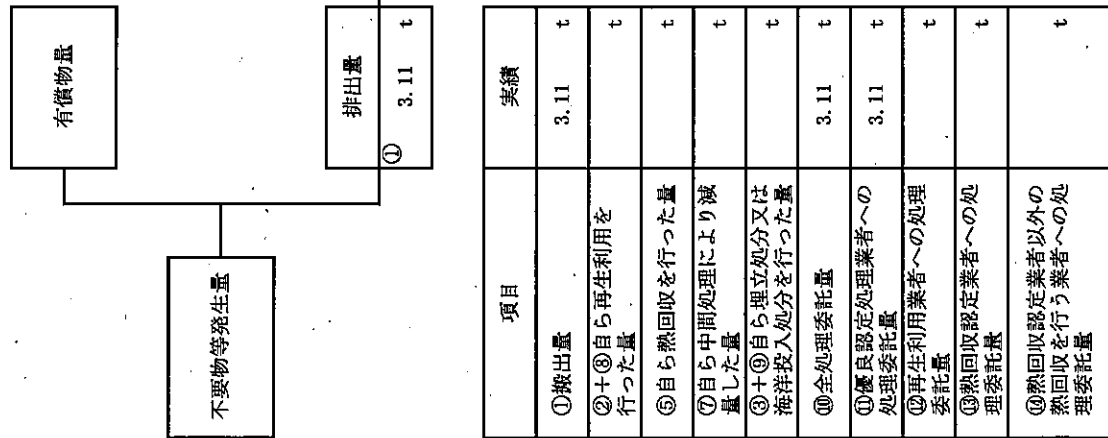 不要物等発生量
有償物量
排出量
① 3.11 t
項目 実績
①搬出量 3.11 t
②+⑧自ら再生利用を
行った量 t
⑤自ら熱回収を行った量 t
⑦自ら中間処理により減
量した量 t
③+⑨自ら埋立処分又は
海洋投入処分を行った量 t
⑩全処理委託量 3.11 t
⑪優良認定処理業者への
処理委託量 3.11 t
⑫再生利用業者への処理
委託量 t
⑬熱回収認定業者への処
理委託量 t
⑭熱回収認定業者以外の
熱回収を行う業者への処
理委託量 t